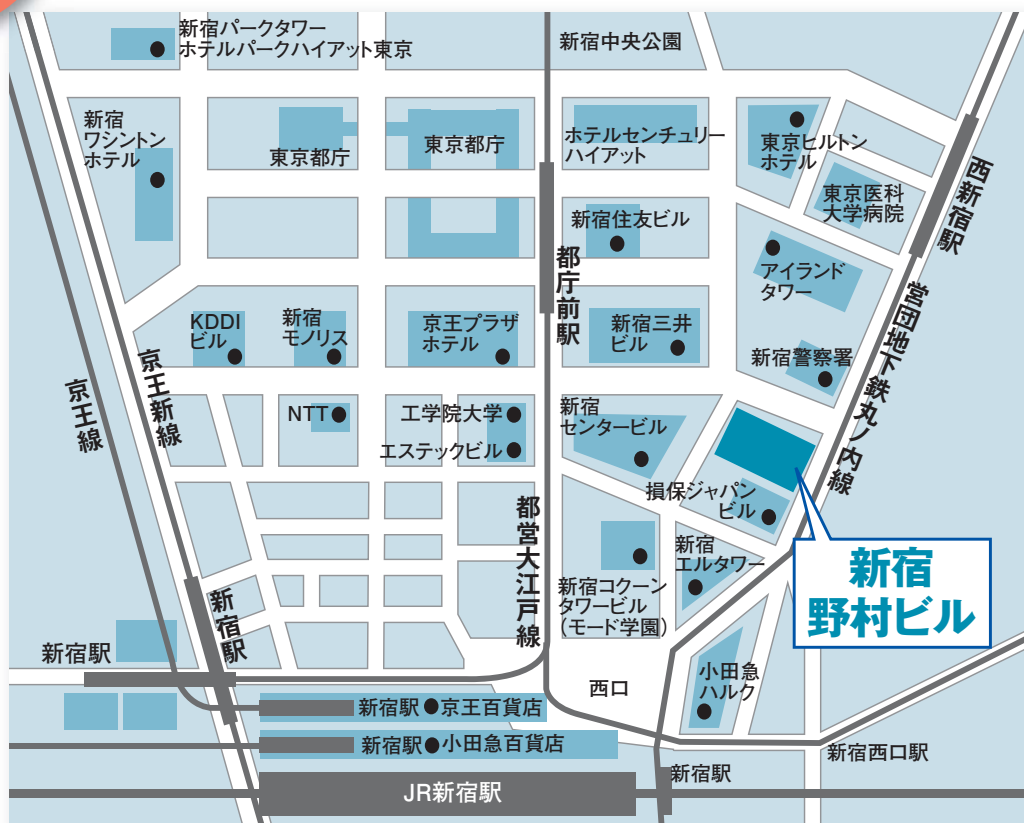 新宿パークタワー
ホテルパークハイアット東京
新宿中央公園
新宿
ワシントン
ホテル
東京都庁
東京都庁
ホテルセンチュリー
ハイアット
東京ヒルトン
ホテル
東京医科
大学病院
西新宿駅
新宿住友ビル
都庁前駅
アイランド
タワー
営団地下鉄丸ノ内線
KDDI
ビル
新宿
モノリス
京王プラザ
ホテル
新宿三井
ビル
新宿警察署
京王線
京王新線
NTT
工学院大学
エステックビル
新宿
センタービル
損保ジャパン
ビル
都営大江戸線
新宿
エルタワー
新宿コクーン
タワービル
(モード学園)
新宿
野村ビル
新宿駅
新宿駅
西口
小田急
ハルク
新宿駅
京王百貨店
新宿駅
小田急百貨店
新宿西口駅
新宿駅
JR新宿駅